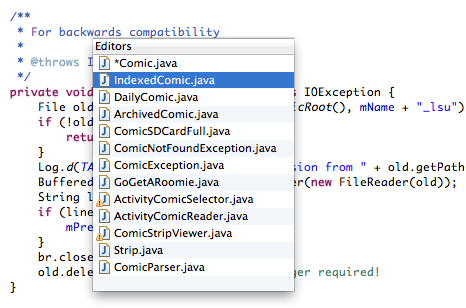 /**
* For backwards compatibility
*
* @throws I
*/
private void s IOException {
File old icRoot(), mName + "_lsu")
if (!old
retu
}
Log.d(TA sion from " + old.getPath
Buffered er(new FileReader(old));
String l
if (line
mPre
}
br.close
old.dele ger required!
}
Editors
*Comic.java
IndexedComic.java
DailyComic.java
ArchivedComic.java
ComicSDCardFull.java
ComicNotFoundException.java
ComicException.java
GoGetARoomie.java
ActivityComicSelector.java
ActivityComicReader.java
ComicStripViewer.java
Strip.java
ComicParser.java